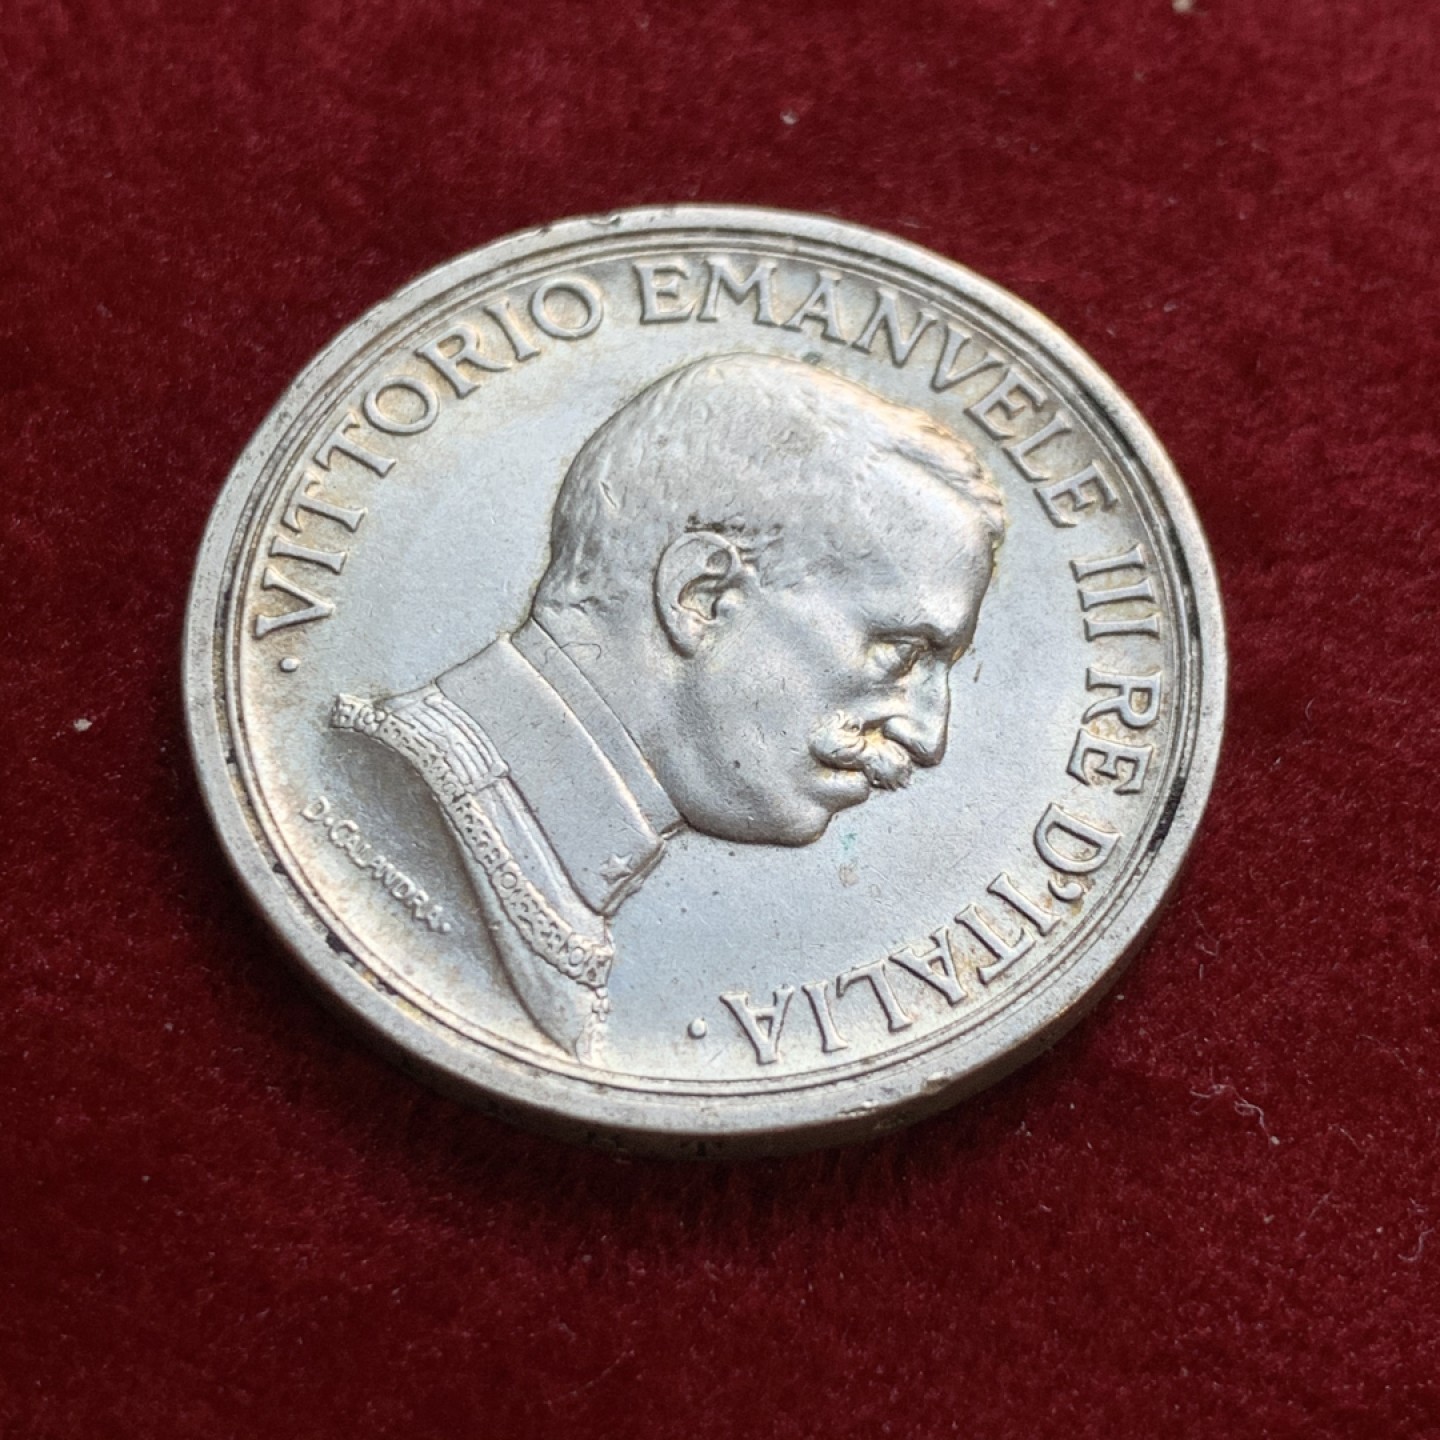 · VITTORIO EMANVELE III RE D'ITALIA ·
D·CALANDRA·